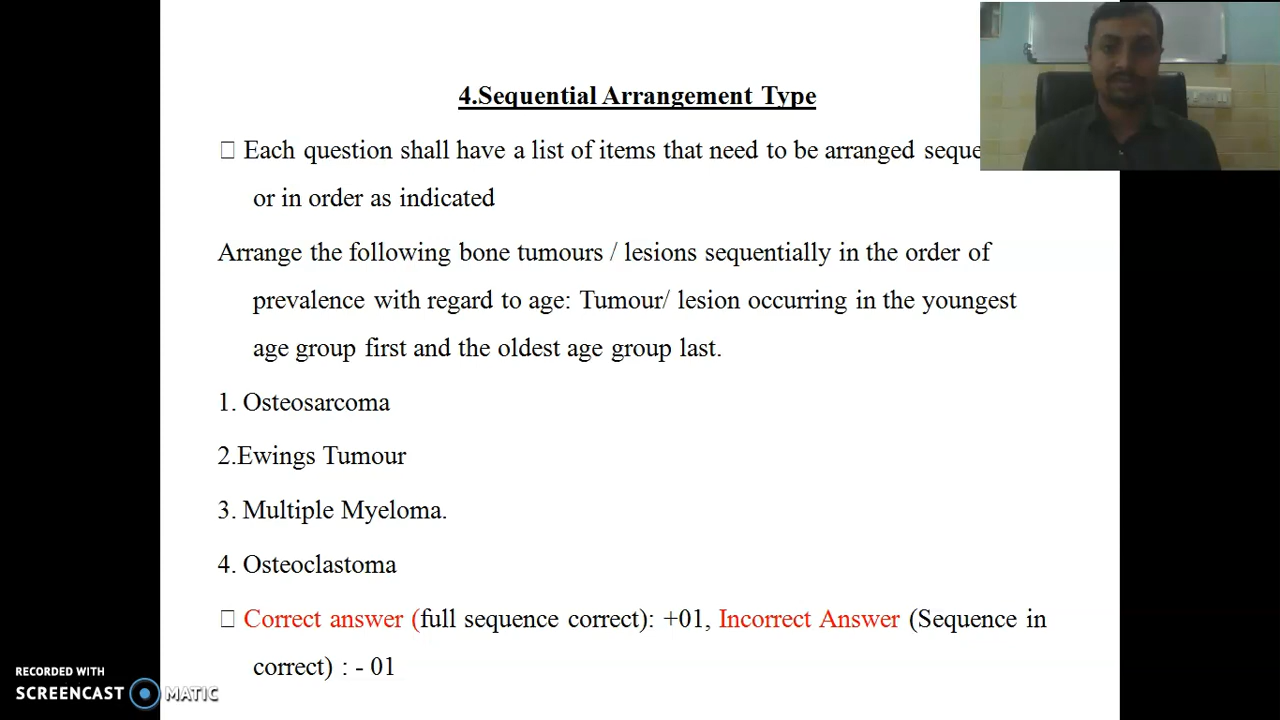 4.Sequential Arrangement Type
Each question shall have a list of items that need to be arranged
or in order as indicated
Arrange the following bone tumours / lesions sequentially in the order of
prevalence with regard to age: Tumour/ lesion occurring in the youngest
age group first and the oldest age group last.
1. Osteosarcoma
2.Ewings Tumour
3. Multiple Myeloma.
4. Osteoclastoma
Correct answer (full sequence correct): +01, Incorrect Answer (Sequence in
correct) : - 01
RECORDED WITH
SCREENCAST MATIC